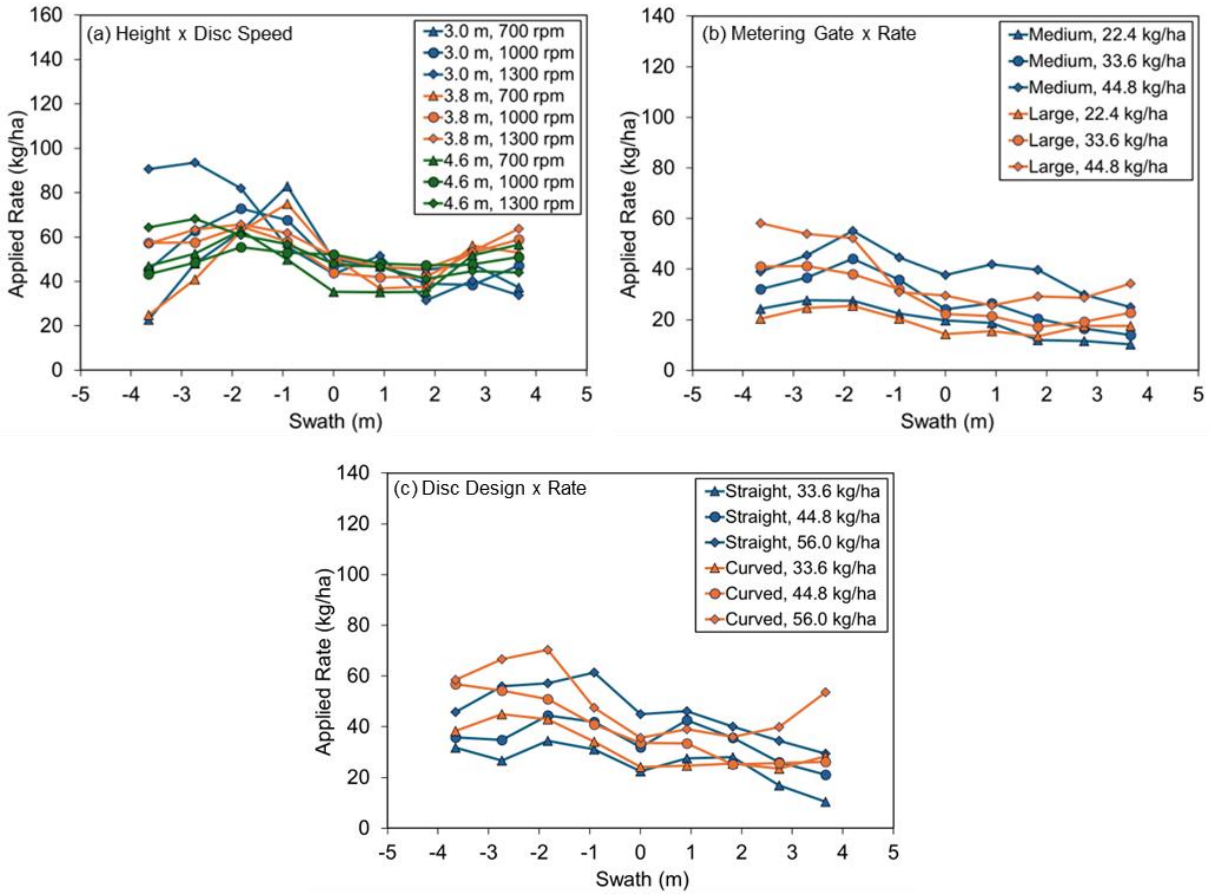 (a) Height x Disc Speed
3.0 m, 700 rpm
3.0 m, 1000 rpm
3.0 m, 1300 rpm
3.8 m, 700 rpm
3.8 m, 1000 rpm
3.8 m, 1300 rpm
4.6 m, 700 rpm
4.6 m, 1000 rpm
4.6 m, 1300 rpm
Applied Rate (kg/ha)
160
140
120
100
80
60
40
20
0
-5 -4 -3 -2 -1 0 1 2 3 4 5
Swath (m)
(b) Metering Gate x Rate
Medium, 22.4 kg/ha
Medium, 33.6 kg/ha
Medium, 44.8 kg/ha
Large, 22.4 kg/ha
Large, 33.6 kg/ha
Large, 44.8 kg/ha
Applied Rate (kg/ha)
140
120
100
80
60
40
20
0
-5 -4 -3 -2 -1 0 1 2 3 4 5
Swath (m)
(c) Disc Design x Rate
Straight, 33.6 kg/ha
Straight, 44.8 kg/ha
Straight, 56.0 kg/ha
Curved, 33.6 kg/ha
Curved, 44.8 kg/ha
Curved, 56.0 kg/ha
Applied Rate (kg/ha)
140
120
100
80
60
40
20
0
-5 -4 -3 -2 -1 0 1 2 3 4 5
Swath (m)